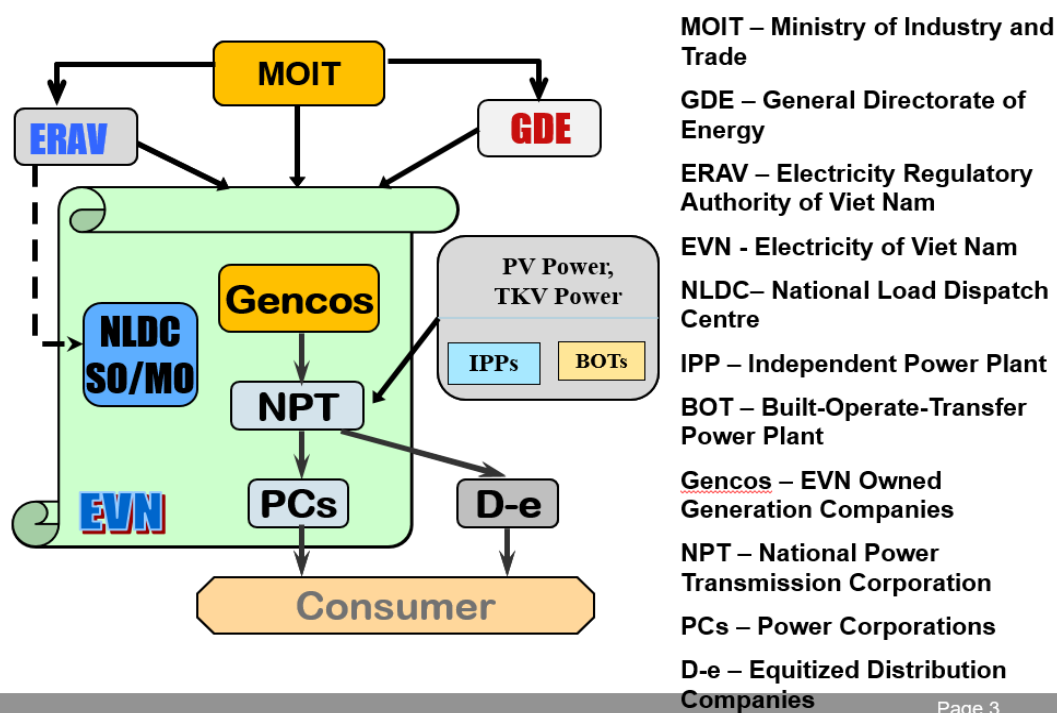 MOIT
ERAV
GDE
PV Power,
TKV Power
Gencos
NLDC
SO/MO
IPPs
BOTs
NPT
EVN
PCs
D-e
Consumer
MOIT – Ministry of Industry and
Trade
GDE – General Directorate of
Energy
ERAV – Electricity Regulatory
Authority of Viet Nam
EVN - Electricity of Viet Nam
NLDC– National Load Dispatch
Centre
IPP – Independent Power Plant
BOT – Built-Operate-Transfer
Power Plant
Gencos – EVN Owned
Generation Companies
NPT – National Power
Transmission Corporation
PCs – Power Corporations
D-e – Equitized Distribution
Companies
Page 3